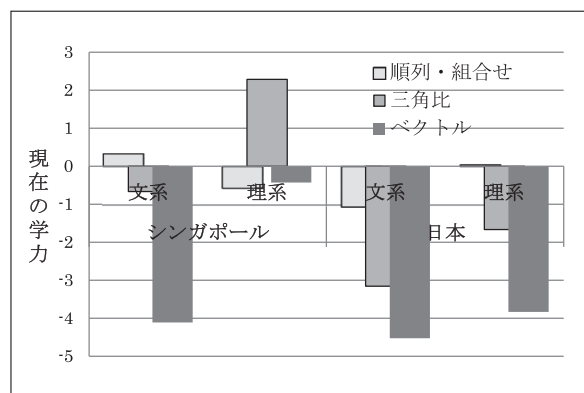 3
2
1
0
-1
-2
-3
-4
-5
現在の学力
順列・組合せ
三角比
ベクトル
文系 理系 文系 理系
シンガポール 日本